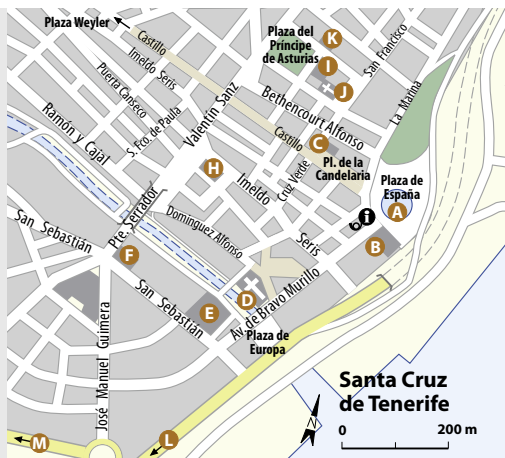 Plaza Weyler
Castillo
Plaza del
Príncipe
de Asturias
K
I
J
San Francisco
Imeldo Seris
Puerta Canseco
S. Fco. de Paula
Valentín Sanz
Bethencourt Alfonso
La Marina
Ramón y Cajal
Castillo
C
Pl. de la
Candelaria
Cruz Verde
H
Imeldo
Seris
Plaza de
España
A
i
B
Pte. Serrador
Dominguez Alfonso
San Sebastián
F
San Sebastián
E
D
Av. de Bravo Murillo
Plaza de
Europa
José Manuel Guimera
M
L
N
Santa Cruz
de Tenerife
0
200 m